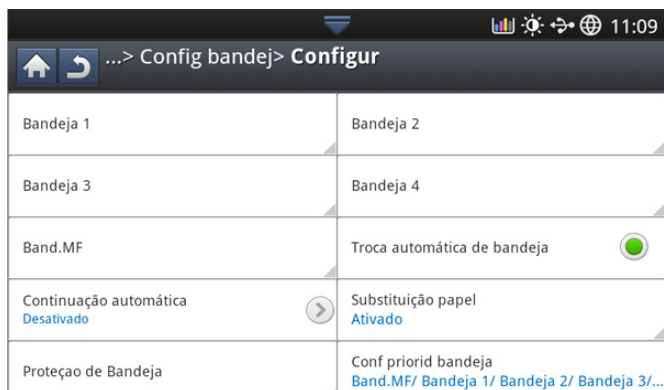 11:09
...> Config bandej> Configur
Bandeja 1
Bandeja 2
Bandeja 3
Bandeja 4
Band.MF
Troca automática de bandeja
Continuação automática
Desativado
Substituição papel
Ativado
Proteçao de Bandeja
Conf priorid bandeja
Band.MF/ Bandeja 1/ Bandeja 2/ Bandeja 3/...